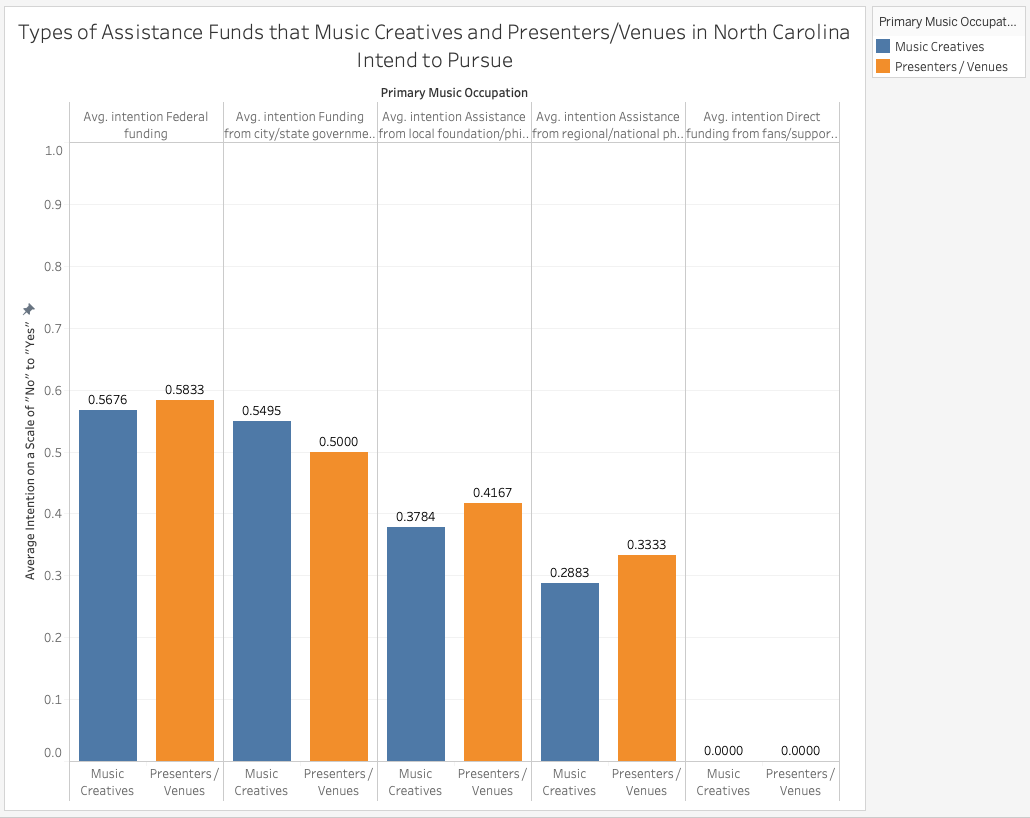 Types of Assistance Funds that Music Creatives and Presenters/Venues in North Carolina
Intend to Pursue
Primary Music Occupat...
Music Creatives
Presenters / Venues
Primary Music Occupation
Avg. intention Federal
funding
Avg. intention Funding
from city/state governme..
Avg. intention Assistance
from local foundation/phi..
Avg. intention Assistance
from regional/national ph..
Avg. intention Direct
funding from fans/suppor..
Average Intention on a Scale of "No" to "Yes"
1.0
0.9
0.8
0.7
0.6
0.5
0.4
0.3
0.2
0.1
0.0
0.5676
0.5833
0.5495
0.5000
0.3784
0.4167
0.2883
0.3333
0.0000
0.0000
Music
Creatives
Presenters /
Venues
Music
Creatives
Presenters /
Venues
Music
Creatives
Presenters /
Venues
Music
Creatives
Presenters /
Venues
Music
Creatives
Presenters /
Venues